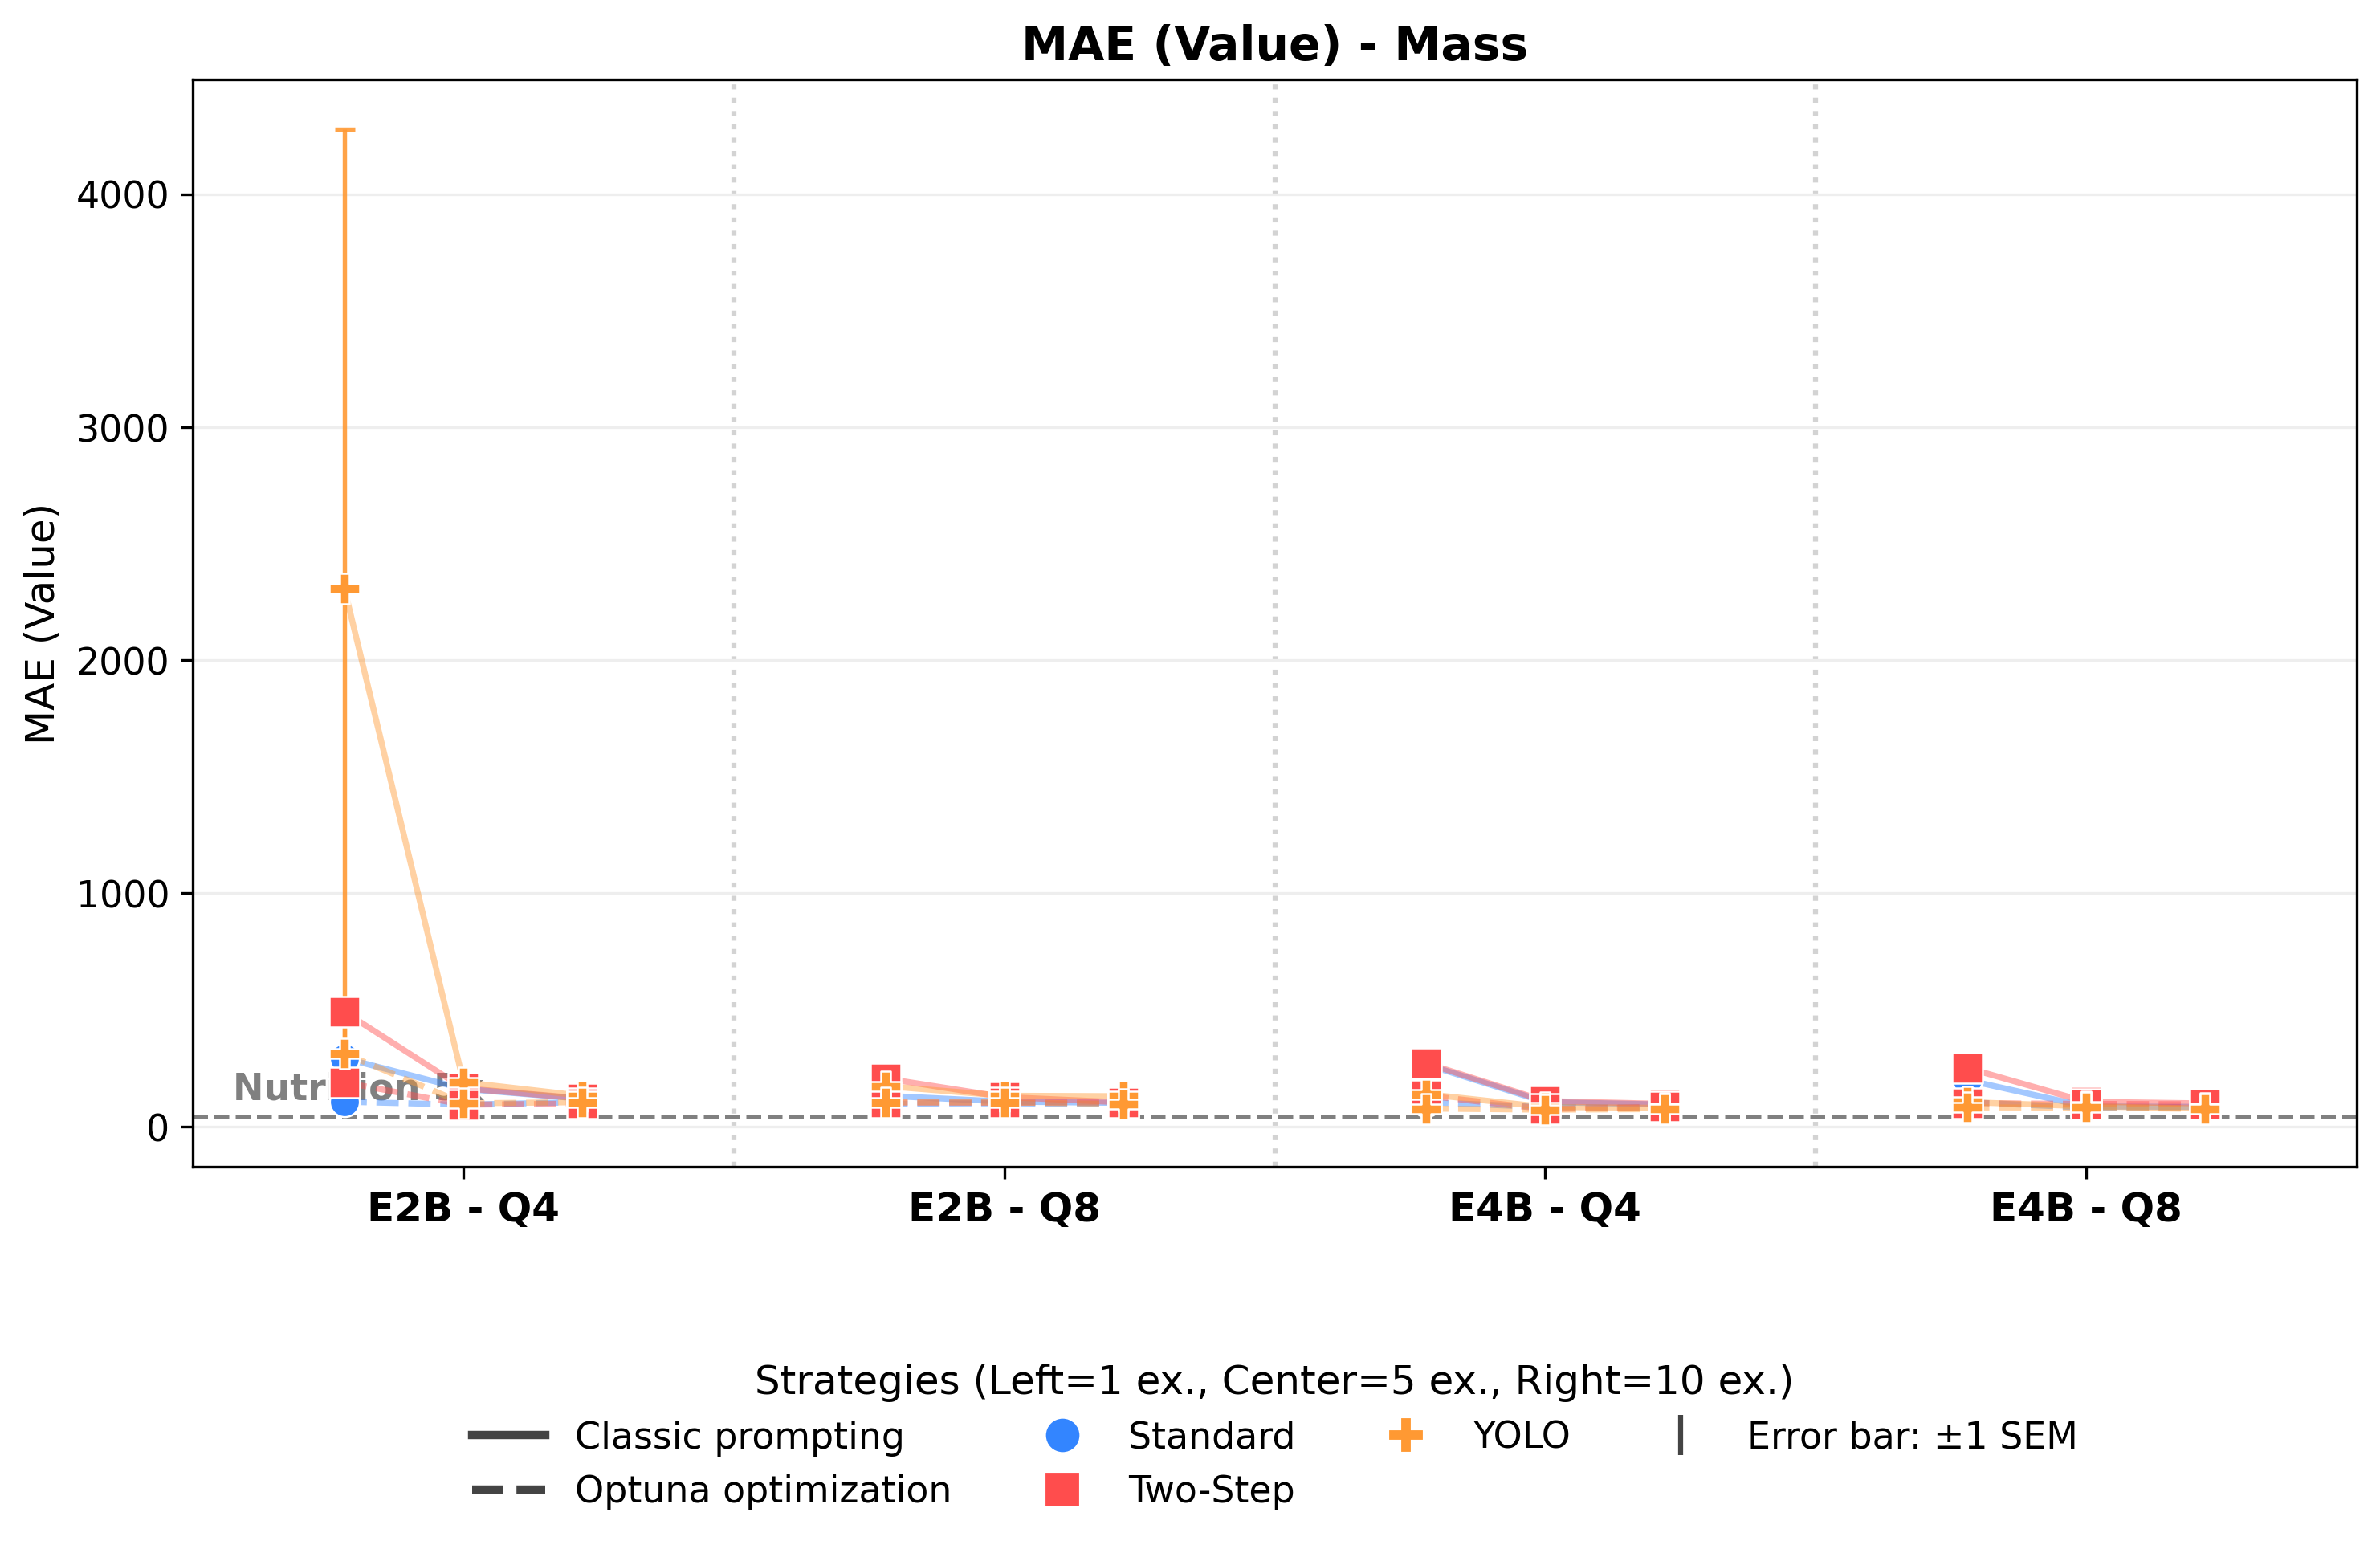 MAE (Value) - Mass
MAE (Value)
4000
3000
2000
1000
0
E2B - Q4
E2B - Q8
E4B - Q4
E4B - Q8
Strategies (Left=1 ex., Center=5 ex., Right=10 ex.)
Classic prompting
Optuna optimization
Standard
Two-Step
YOLO
Error bar: ±1 SEM